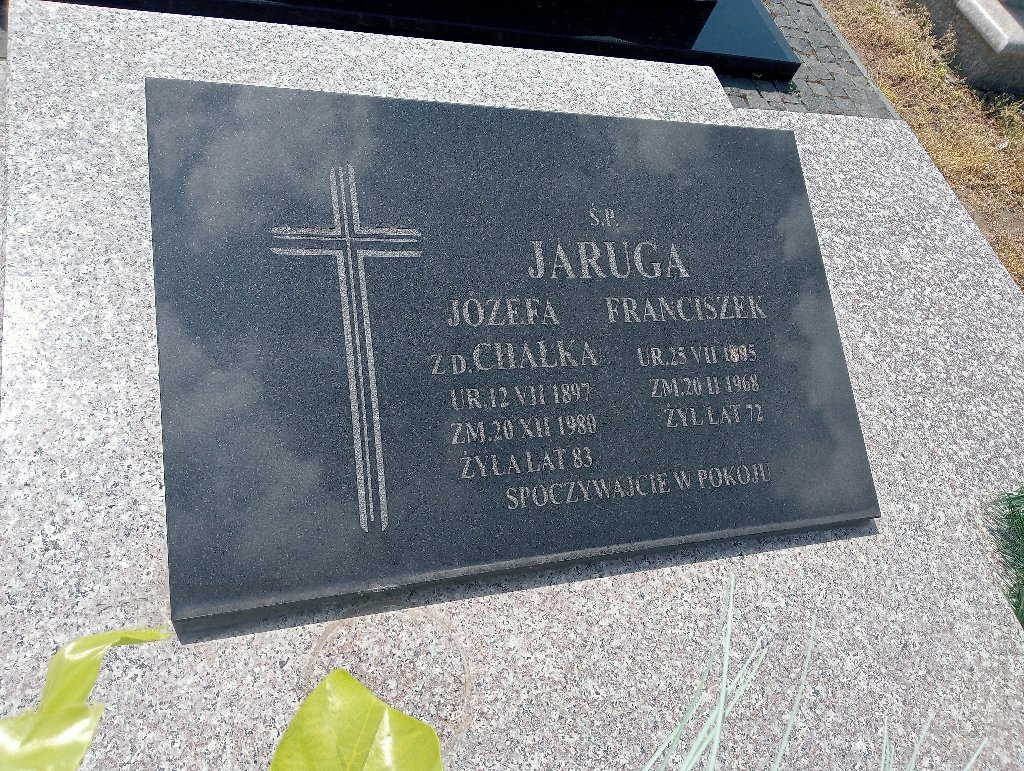 Ś.P.
JARUGA
JÓZEFA
Z D. CHAŁKA
UR. 12 VII 1897
ZM. 20 XII 1980
ŻYŁA LAT 83
FRANCISZEK
UR. 25 VII 1895
ZM. 20 II 1968
ŻYŁ LAT 72
SPOCZYWAJCIE W POKOJU